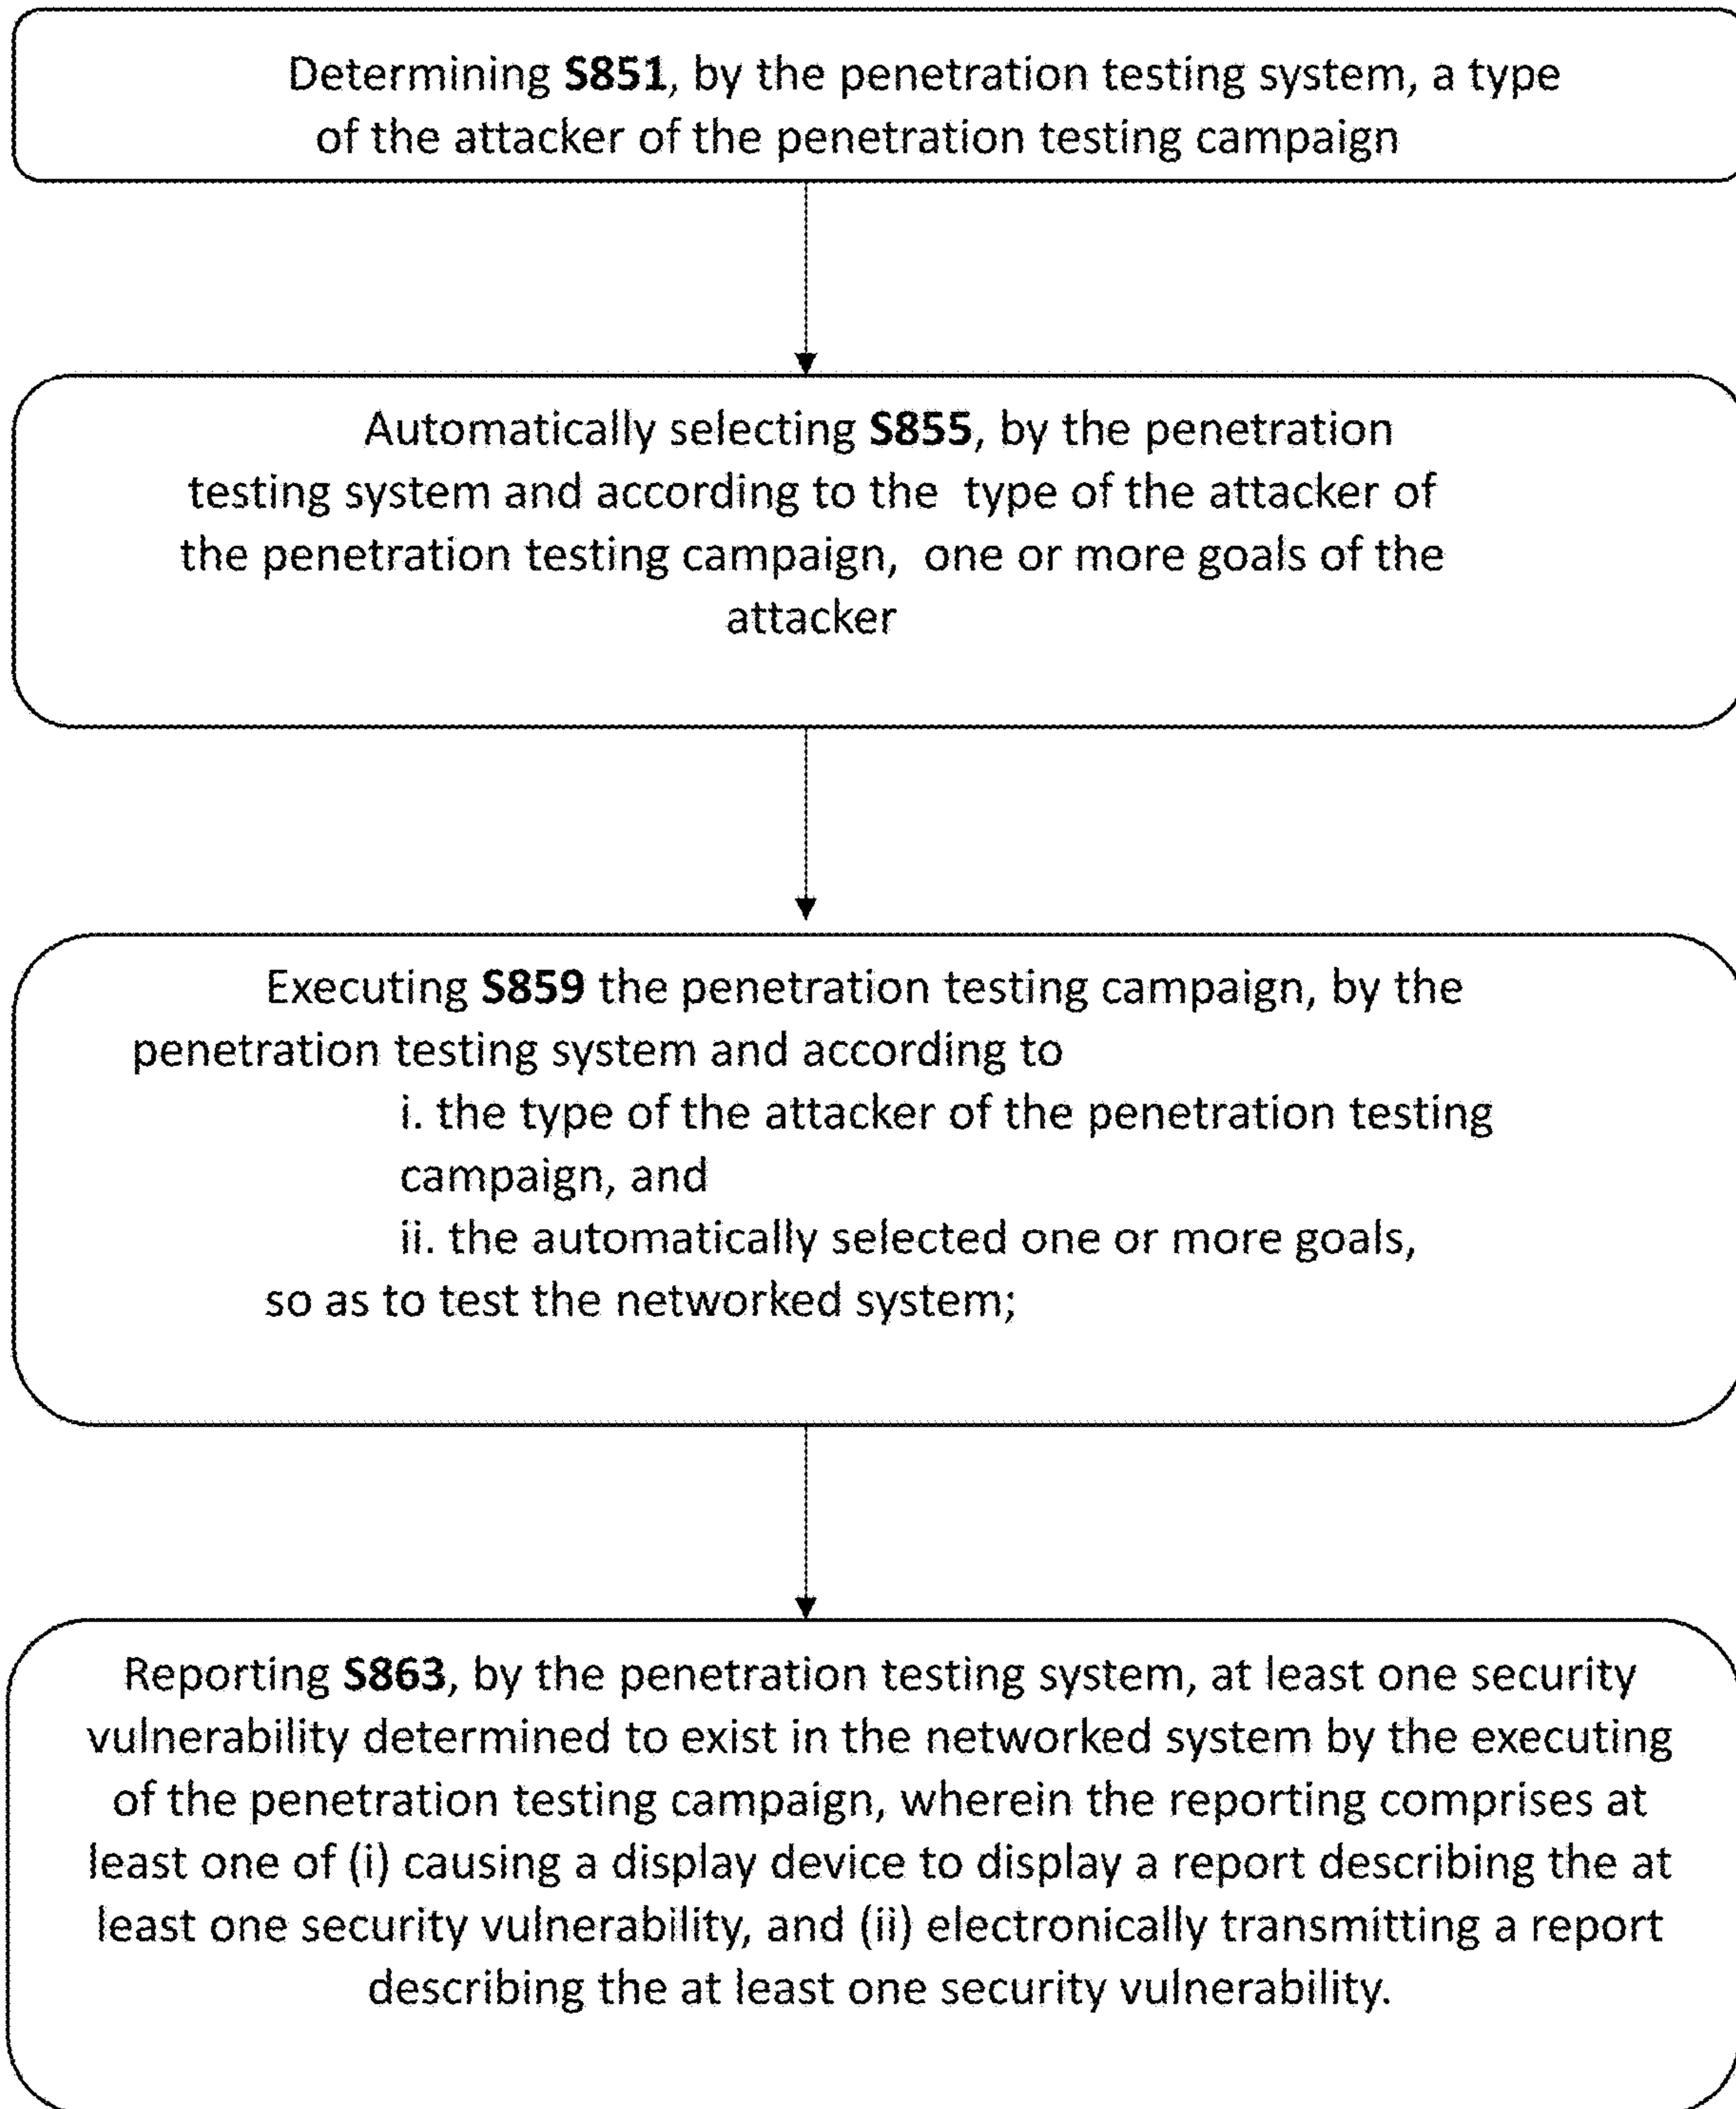 Determining S851, by the penetration testing system, a type
of the attacker of the penetration testing campaign
Automatically selecting S855, by the penetration
testing system and according to the type of the attacker of
the penetration testing campaign, one or more goals of the
attacker
Executing S859 the penetration testing campaign, by the
penetration testing system and according to
i. the type of the attacker of the penetration testing
campaign, and
ii. the automatically selected one or more goals,
so as to test the networked system;
Reporting S863, by the penetration testing system, at least one security
vulnerability determined to exist in the networked system by the executing
of the penetration testing campaign, wherein the reporting comprises at
least one of (i) causing a display device to display a report describing the at
least one security vulnerability, and (ii) electronically transmitting a report
describing the at least one security vulnerability.